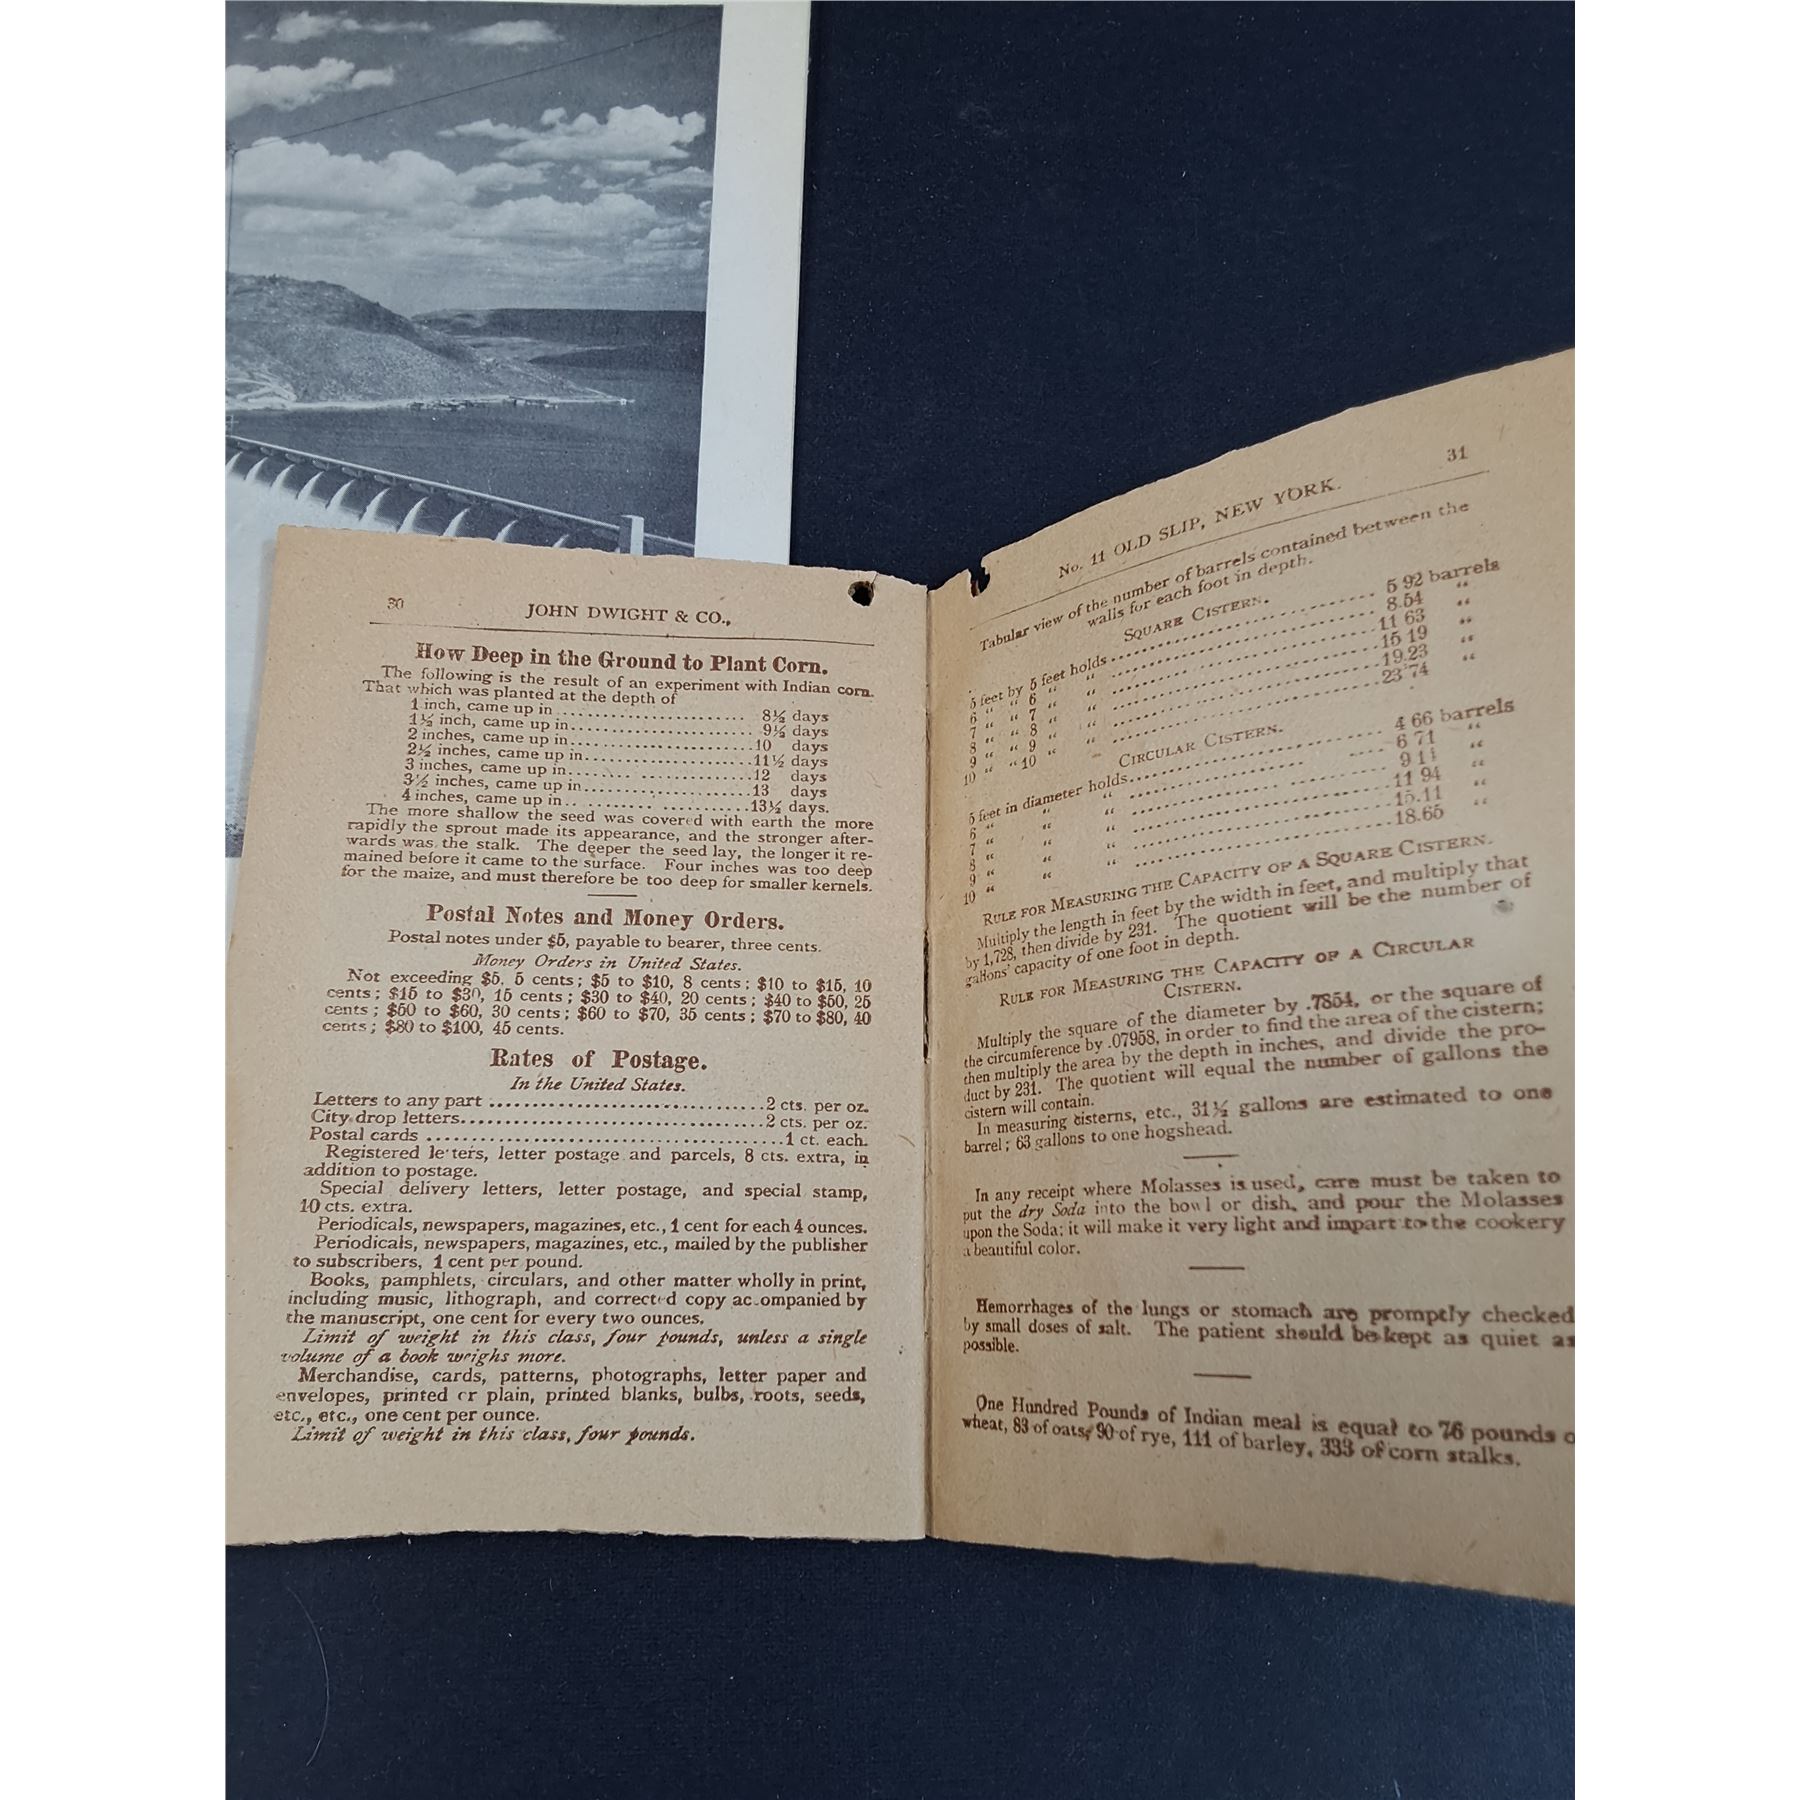 30
JOHN DWIGHT & CO.,
How Deep in the Ground to Plant Corn.
The following is the result of an experiment with Indian corn.
That which was planted at the depth of
1 inch, came up in ........................ 8½ days
1½ inch, came up in........................ 9½ days
2 inches, came up in........................10 days
2½ inches, came up in......................11½ days
3 inches, came up in........................12 days
3½ inches, came up in......................13 days
4 inches, came up in.. ......................13½ days.
The more shallow the seed was covered with earth the more
rapidly the sprout made its appearance, and the stronger after-
wards was the stalk. The deeper the seed lay, the longer it re-
mained before it came to the surface. Four inches was too deep
for the maize, and must therefore be too deep for smaller kernels.
Postal Notes and Money Orders.
Postal notes under $5, payable to bearer, three cents.
Money Orders in United States.
Not exceeding $5, 5 cents; $5 to $10, 8 cents; $10 to $15, 10
cents; $15 to $30, 15 cents; $30 to $40, 20 cents; $40 to $50, 25
cents; $50 to $60, 30 cents; $60 to $70, 35 cents; $70 to $80, 40
cents; $80 to $100, 45 cents.
Rates of Postage.
In the United States.
Letters to any part ................................2 cts. per oz.
City drop letters...................................2 cts. per oz.
Postal cards .........................................1 ct. each.
Registered letters, letter postage and parcels, 8 cts. extra, in
addition to postage.
Special delivery letters, letter postage, and special stamp,
10 cts. extra.
Periodicals, newspapers, magazines, etc., 1 cent for each 4 ounces.
Periodicals, newspapers, magazines, etc., mailed by the publisher
to subscribers, 1 cent per pound.
Books, pamphlets, circulars, and other matter wholly in print,
including music, lithograph, and corrected copy accompanied by
the manuscript, one cent for every two ounces.
Limit of weight in this class, four pounds, unless a single
volume of a book weighs more.
Merchandise, cards, patterns, photographs, letter paper and
envelopes, printed or plain, printed blanks, bulbs, roots, seeds,
etc., etc., one cent per ounce.
Limit of weight in this class, four pounds.
No. 11 OLD SLIP, NEW YORK.
31
Tabular view of the number of barrels contained between the
walls for each foot in depth.
SQUARE CISTERN.
5 feet by 5 feet holds.............................. 5 92 barrels
6 " " 6 " " .............................. 8.54 "
7 " " 7 " " ..............................11 63 "
8 " " 8 " " ..............................15 19 "
9 " " 9 " " ..............................19.23 "
10 " " 10 " " ..............................23 74 "
CIRCULAR CISTERN.
5 feet in diameter holds.............................. 4 66 barrels
6 " " " .............................. 6 71 "
7 " " " .............................. 9 1 "
8 " " " ..............................11 94 "
9 " " " ..............................15.11 "
10 " " " ..............................18.65 "
RULE FOR MEASURING THE CAPACITY OF A SQUARE CISTERN.
Multiply the length in feet by the width in feet, and multiply that
by 1,728, then divide by 231. The quotient will be the number of
gallons' capacity of one foot in depth.
RULE FOR MEASURING THE CAPACITY OF A CIRCULAR
CISTERN.
Multiply the square of the diameter by .7854, or the square of
the circumference by .07958, in order to find the area of the cistern;
then multiply the area by the depth in inches, and divide the pro-
duct by 231. The quotient will equal the number of gallons the
cistern will contain.
In measuring cisterns, etc., 31½ gallons are estimated to one
barrel; 63 gallons to one hogshead.
In any receipt where Molasses is used, care must be taken to
put the dry Soda into the bowl or dish, and pour the Molasses
upon the Soda; it will make it very light and impart to the cookery
a beautiful color.
Hemorrhages of the lungs or stomach are promptly checked
by small doses of salt. The patient should be kept as quiet as
possible.
One Hundred Pounds of Indian meal is equal to 76 pounds o
wheat, 83 of oats, 90 of rye, 111 of barley, 333 of corn stalks.